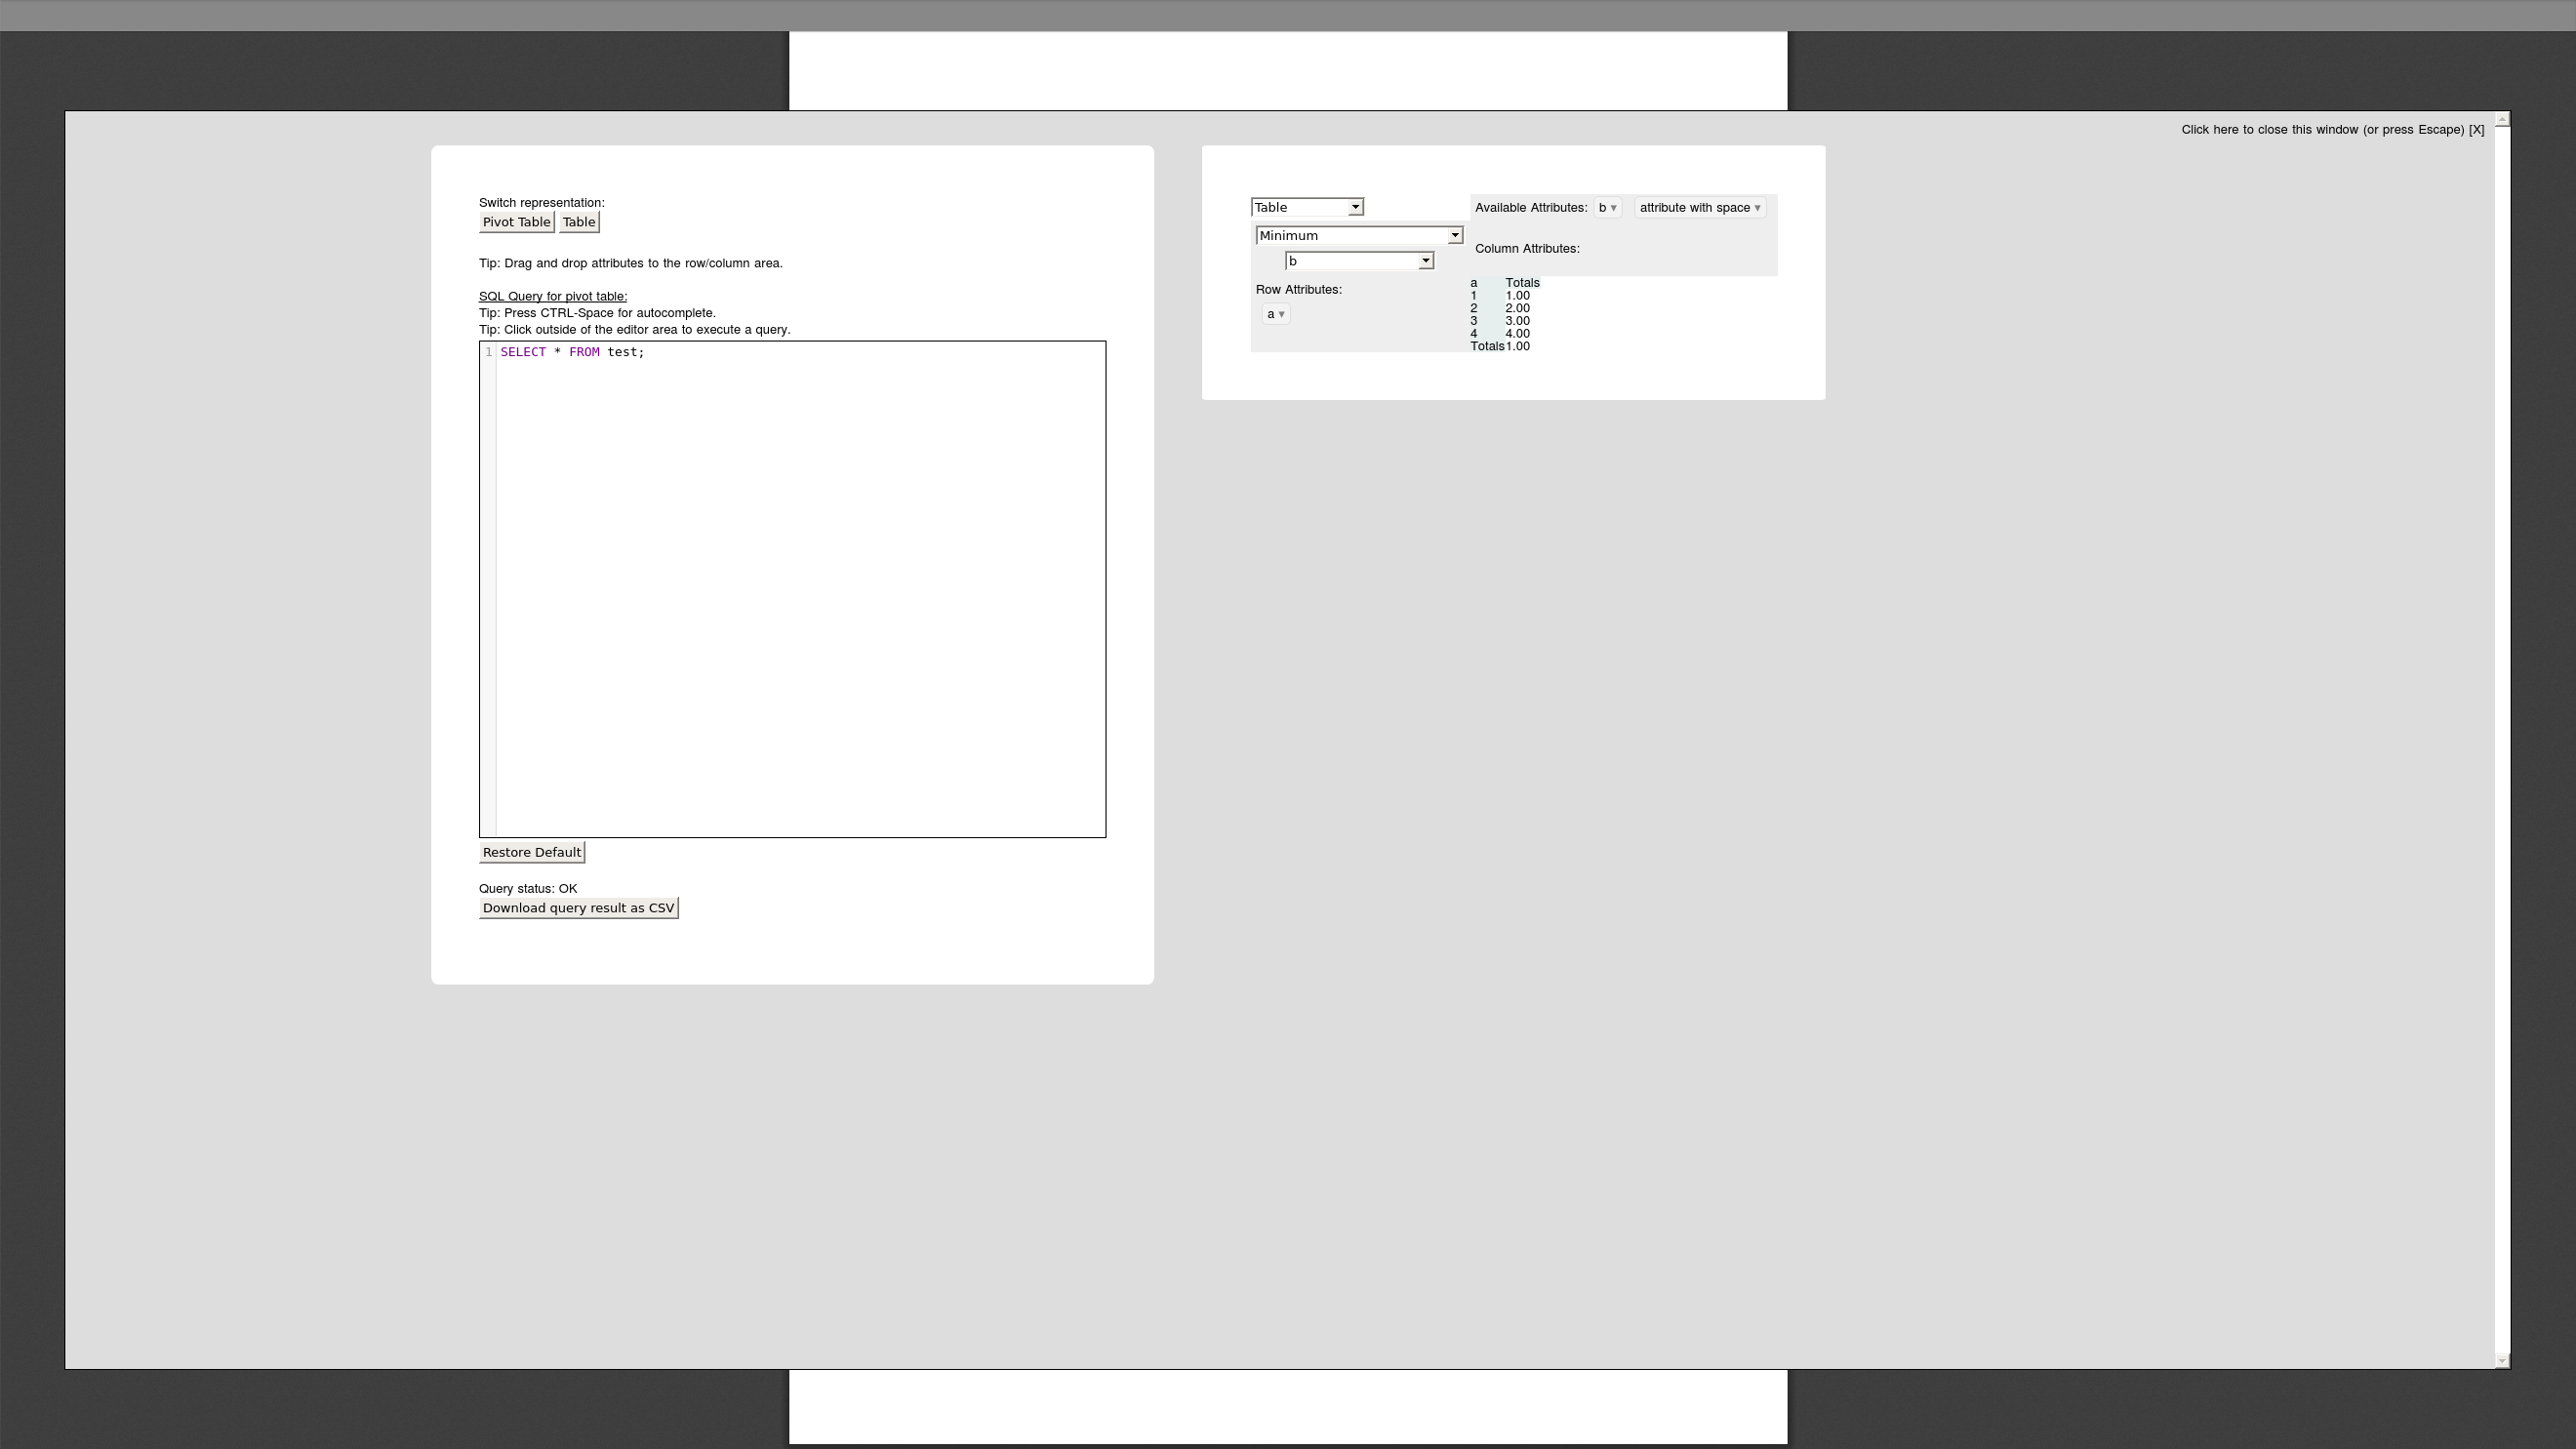 Click here to close this window (or press Escape) [X]
Switch representation:
Pivot Table Table
Tip: Drag and drop attributes to the row/column area.
SQL Query for pivot table:
Tip: Press CTRL-Space for autocomplete.
Tip: Click outside of the editor area to execute a query.
1 SELECT * FROM test;
Restore Default
Query status: OK
Download query result as CSV
Table
Available Attributes: b ▾ attribute with space ▾
Minimum
b
Column Attributes:
Row Attributes:
a ▾
a Totals
1 1.00
2 2.00
3 3.00
4 4.00
Totals 1.00